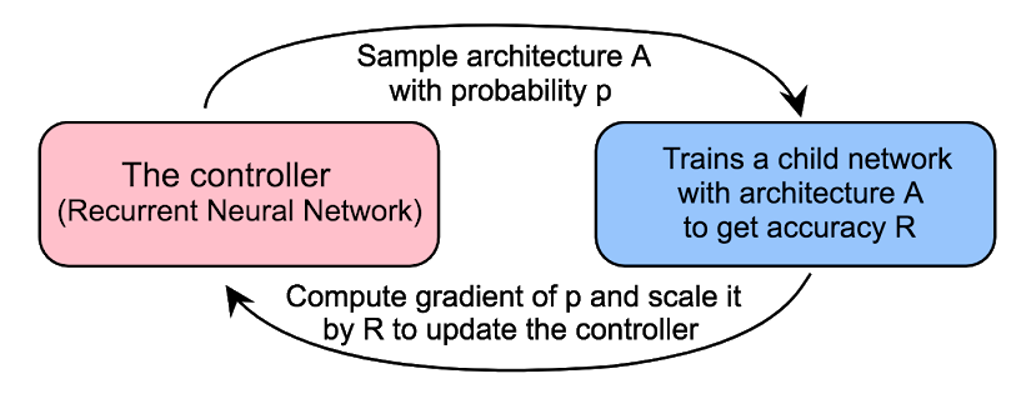 Sample architecture A
with probability p
The controller
(Recurrent Neural Network)
Trains a child network
with architecture A
to get accuracy R
Compute gradient of p and scale it
by R to update the controller